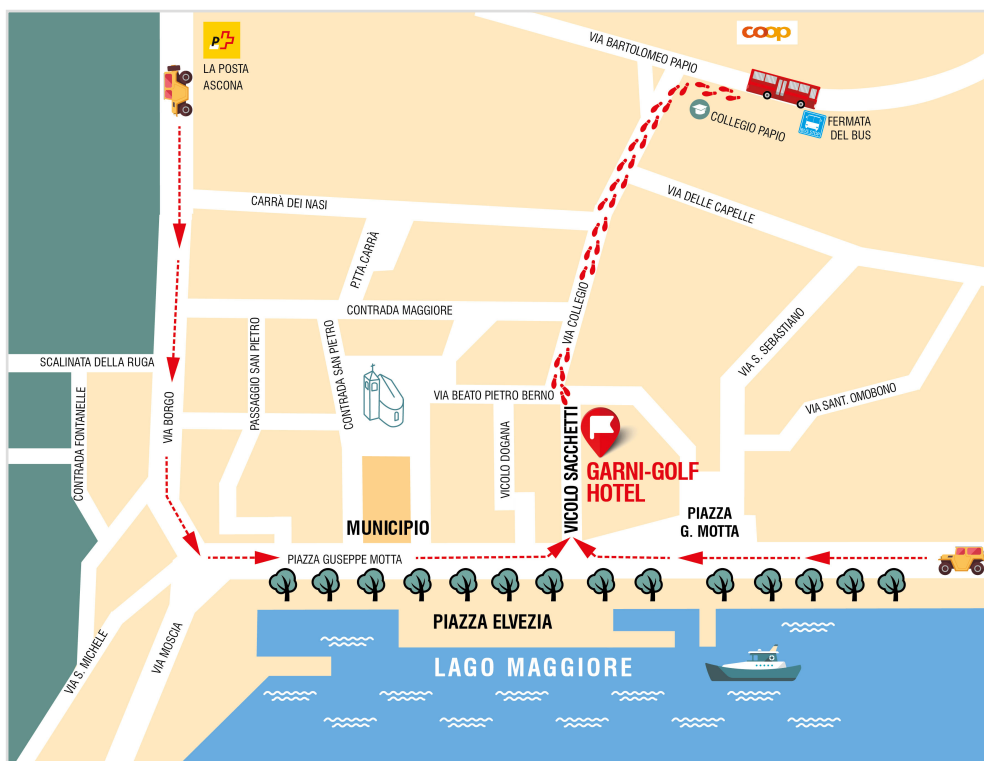 coop
VIA BARTOLOMEO PAPIO
P
LA POSTA
ASCONA
COLLEGIO PAPIO
FERMATA
DEL BUS
VIA DELLE CAPELLE
CARRÀ DEI NASI
P.TTA.CARRÀ
CONTRADA MAGGIORE
VIA COLLEGIO
VIA S. SEBASTIANO
SCALINATA DELLA RUGA
PASSAGGIO SAN PIETRO
CONTRADA SAN PIETRO
CONTRADA FONTANELLE
VIA BORGO
VIA BEATO PIETRO BERNO
VIA SANT. OMOBONO
VICOLO DOGANA
VICOLO SACCHETTI
GARNI-GOLF
HOTEL
MUNICIPIO
PIAZZA
G. MOTTA
PIAZZA GUSEPPE MOTTA
PIAZZA ELVEZIA
VIA S. MICHELE
VIA MOSCIA
LAGO MAGGIORE